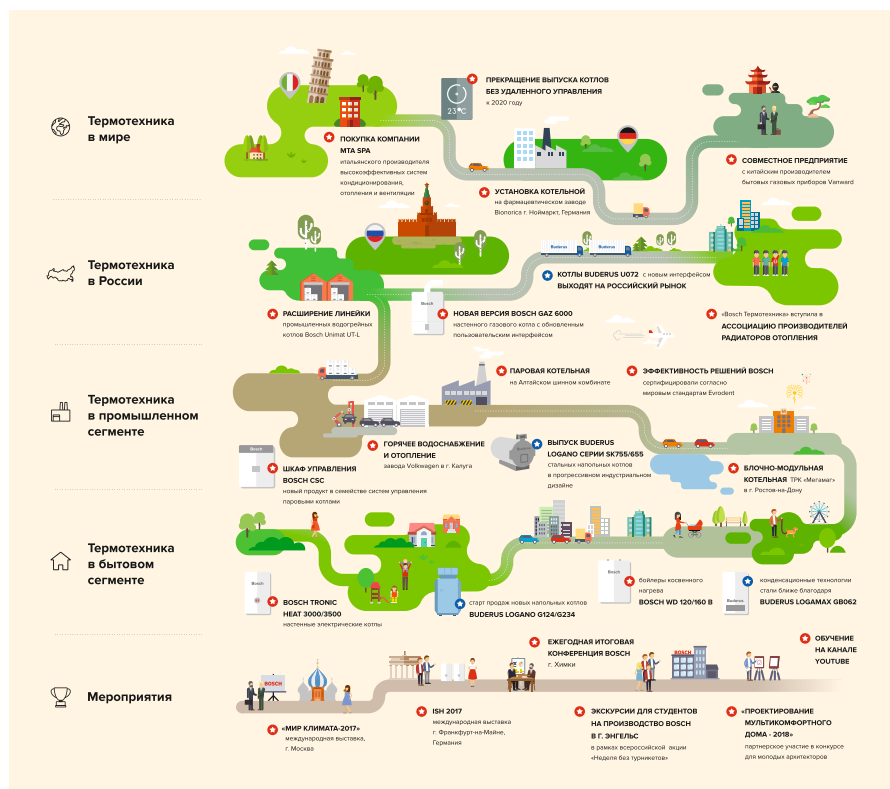 Термотехника
в мире
ПОКУПКА КОМПАНИИ
MTA SPA
итальянского производителя
высокоэффективных систем
кондиционирования,
отопления и вентиляции
23°C
ПРЕКРАЩЕНИЕ ВЫПУСКА КОТЛОВ
БЕЗ УДАЛЕННОГО УПРАВЛЕНИЯ
к 2020 году
УСТАНОВКА КОТЕЛЬНОЙ
на фармацевтическом заводе
Bionorica г. Ноймаркт, Германия
СОВМЕСТНОЕ ПРЕДПРИЯТИЕ
с китайским производителем
бытовых газовых приборов Vanward
Термотехника
в России
РАСШИРЕНИЕ ЛИНЕЙКИ
промышленных водогрейных
котлов Bosch Unimat UT-L
Bosch
НОВАЯ ВЕРСИЯ BOSCH GAZ 6000
настенного газового котла с обновленным
пользовательским интерфейсом
Buderus
Buderus
КОТЛЫ BUDERUS U072 с новым интерфейсом
ВЫХОДЯТ НА РОССИЙСКИЙ РЫНОК
«Bosch Термотехника» вступила в
АССОЦИАЦИЮ ПРОИЗВОДИТЕЛЕЙ
РАДИАТОРОВ ОТОПЛЕНИЯ
Термотехника
в промышленном
сегменте
Bosch
ШКАФ УПРАВЛЕНИЯ
BOSCH CSC
новый продукт в семействе систем управления
паровыми котлами
ГОРЯЧЕЕ ВОДОСНАБЖЕНИЕ
И ОТОПЛЕНИЕ
завода Volkwagen в г. Калуга
ПАРОВАЯ КОТЕЛЬНАЯ
на Алтайском шинном комбинате
ВЫПУСК BUDERUS
LOGANO СЕРИИ SK755/655
стальных напольных котлов
в прогрессивном индустриальном
дизайне
ЭФФЕКТИВНОСТЬ РЕШЕНИЙ BOSCH
сертифицировали согласно
мировым стандартам Evrodent
БЛОЧНО-МОДУЛЬНАЯ
КОТЕЛЬНАЯ ТРК «Мегамаг»
в г. Ростов-на-Дону
Термотехника
в бытовом
сегменте
Bosch
BOSCH TRONIC
HEAT 3000/3500
настенные электрические котлы
старт продаж новых напольных котлов
BUDERUS LOGANO G124/G234
Bosch
бойлеры косвенного
нагрева
BOSCH WD 120/160 B
Buderus
конденсационные технологии
стали ближе благодаря
BUDERUS LOGAMAX GB062
Мероприятия
BOSCH
«МИР КЛИМАТА-2017»
международная выставка,
г. Москва
ISH 2017
международная выставка
г. Франкфурт-на-Майне,
Германия
ЕЖЕГОДНАЯ ИТОГОВАЯ
КОНФЕРЕНЦИЯ BOSCH
г. Химки
BOSCH
ЭКСКУРСИИ ДЛЯ СТУДЕНТОВ
НА ПРОИЗВОДСТВО BOSCH
В Г. ЭНГЕЛЬС
в рамках всероссийской акции
«Неделя без турникетов»
«ПРОЕКТИРОВАНИЕ
МУЛЬТИКОМФОРТНОГО
ДОМА - 2018»
партнерское участие в конкурсе
для молодых архитекторов
ОБУЧЕНИЕ
НА КАНАЛЕ
YOUTUBE